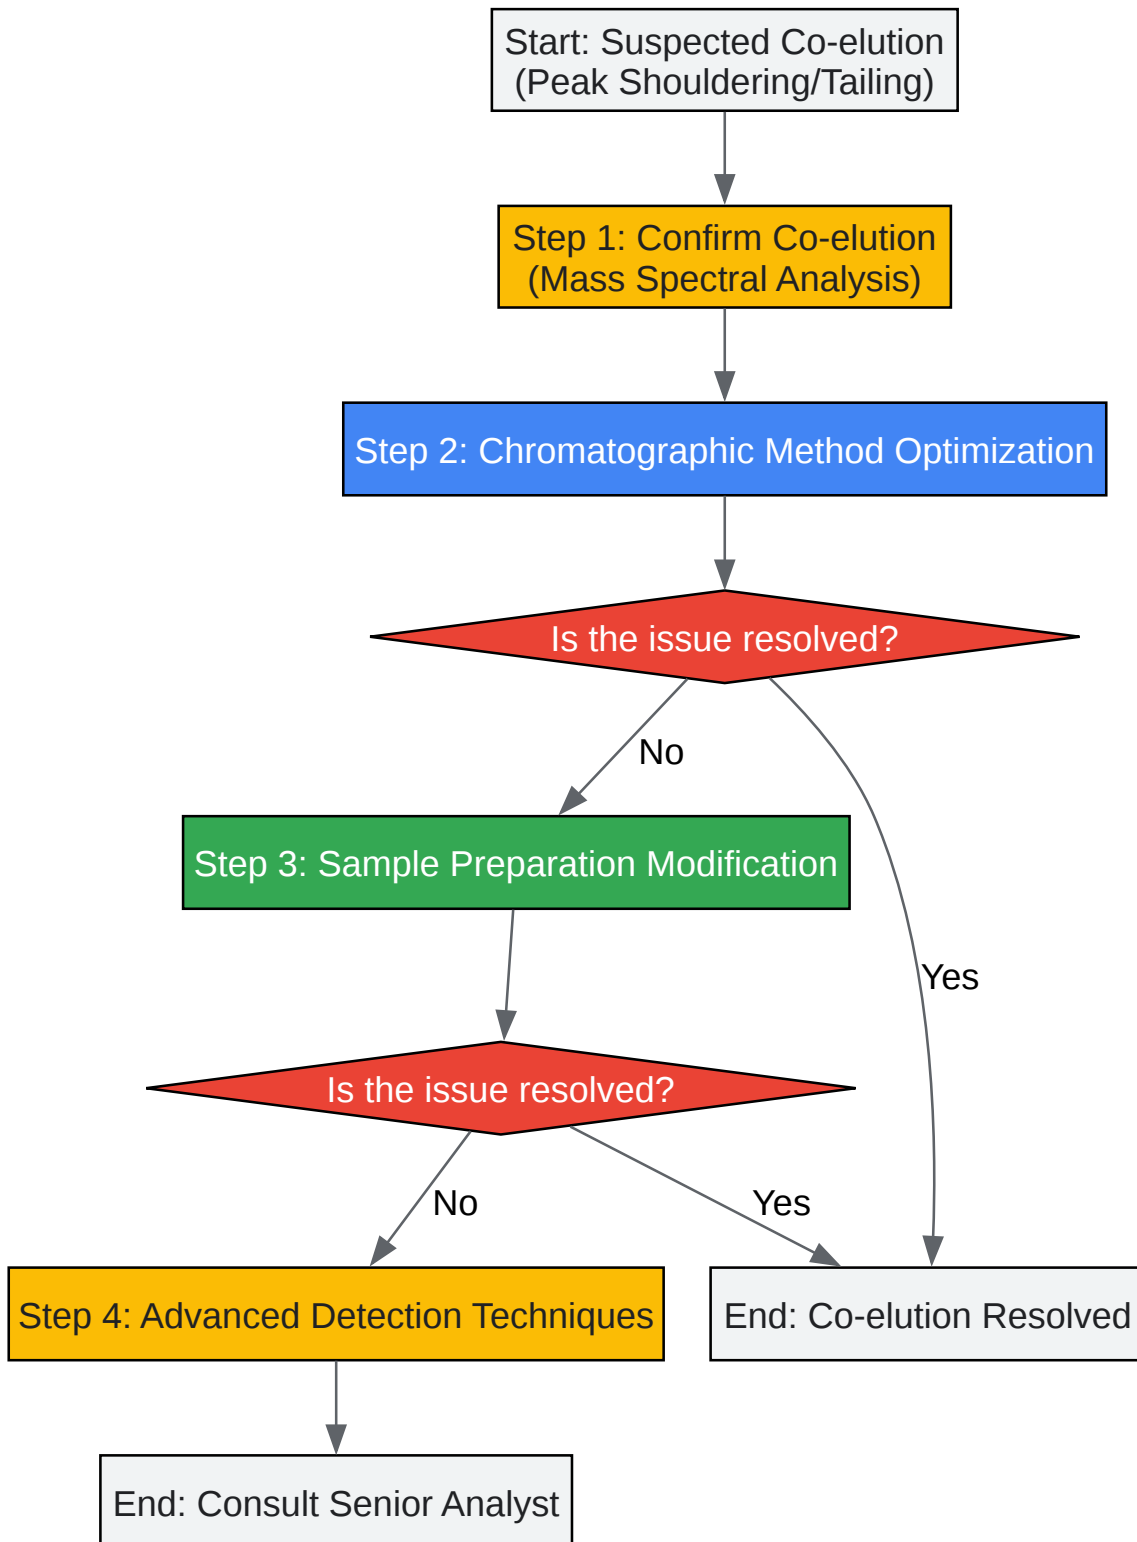 Start: Suspected Co-elution
(Peak Shouldering/Tailing)
Step 1: Confirm Co-elution
(Mass Spectral Analysis)
Step 2: Chromatographic Method Optimization
Is the issue resolved?
No
Step 3: Sample Preparation Modification
Yes
Is the issue resolved?
No
Yes
Step 4: Advanced Detection Techniques
End: Co-elution Resolved
End: Consult Senior Analyst